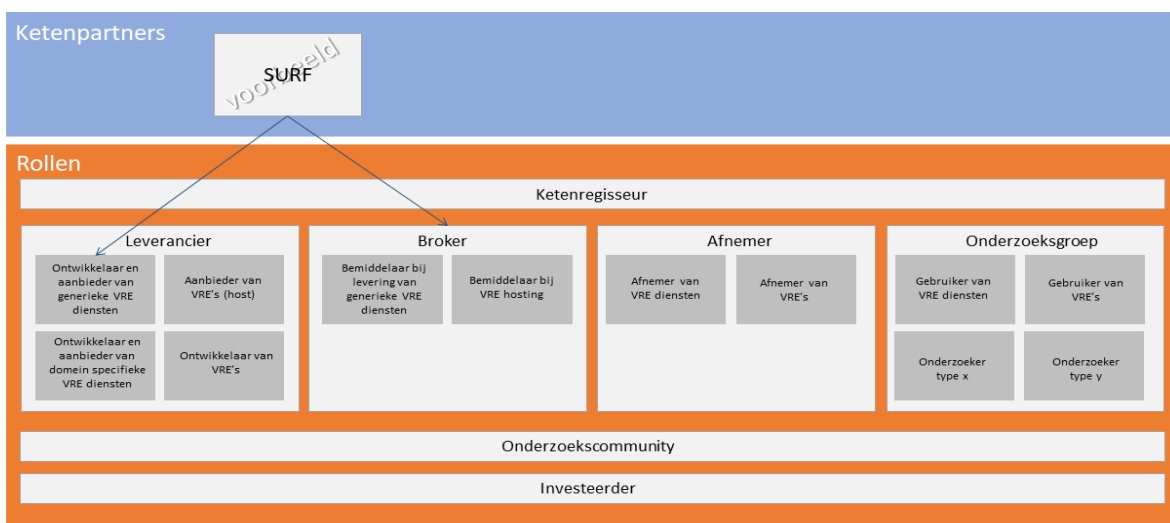 Ketenpartners
SURF
voorbeeld
Rollen
Ketenregisseur
Leverancier
Ontwikkelaar en
aanbieder van
generieke VRE
diensten
Aanbieder van
VRE's (host)
Ontwikkelaar en
aanbieder van
domein specifieke
VRE diensten
Ontwikkelaar van
VRE's
Broker
Bemiddelaar bij
levering van
generieke VRE
diensten
Bemiddelaar bij
VRE hosting
Afnemer
Afnemer van
VRE diensten
Afnemer van
VRE's
Onderzoeksgroep
Gebruiker van
VRE diensten
Gebruiker van
VRE's
Onderzoeker
type x
Onderzoeker
type y
Onderzoekscommunity
Investeerder